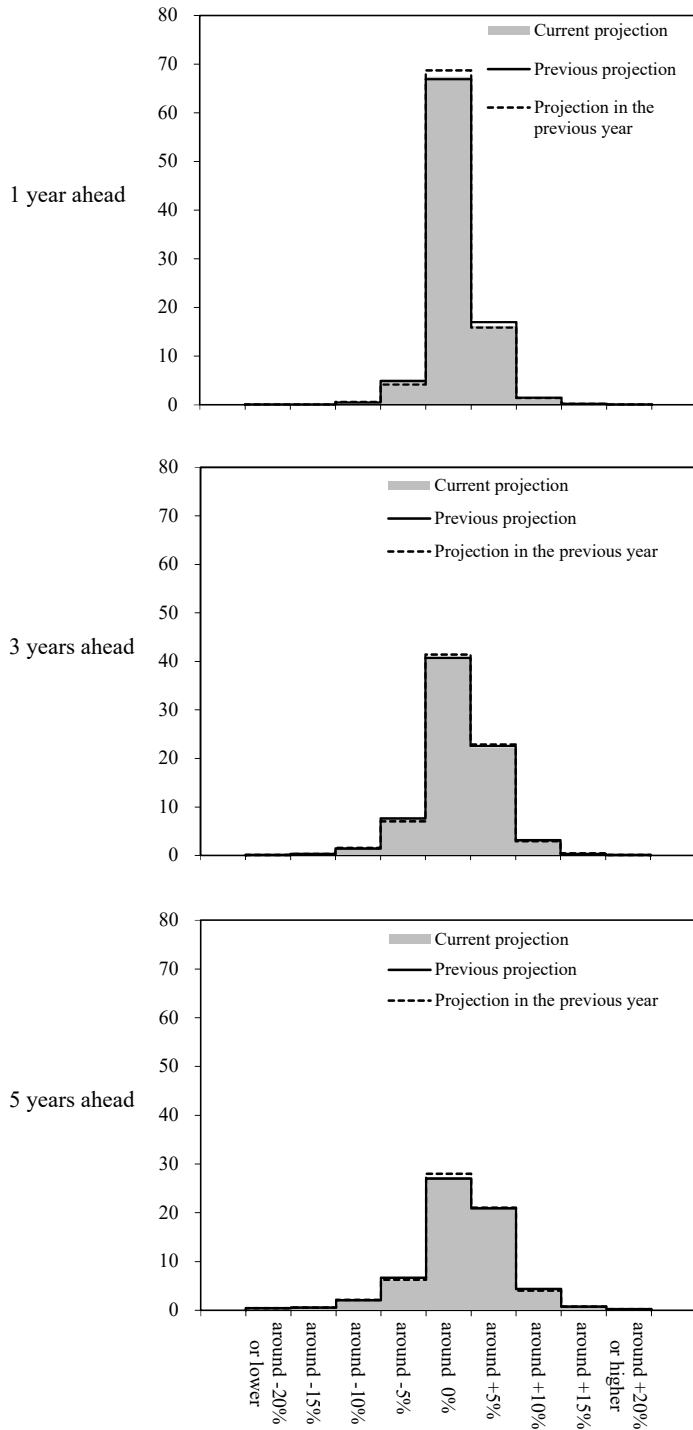 80
70
60
50
40
30
20
10
0
Current projection
Previous projection
Projection in the
previous year
1 year ahead
80
70
60
50
40
30
20
10
0
Current projection
Previous projection
Projection in the previous year
3 years ahead
80
70
60
50
40
30
20
10
0
Current projection
Previous projection
Projection in the previous year
5 years ahead
around -20%
or lower
around -15%
around -10%
around -5%
around 0%
around +5%
around +10%
around +15%
around +20%
or higher